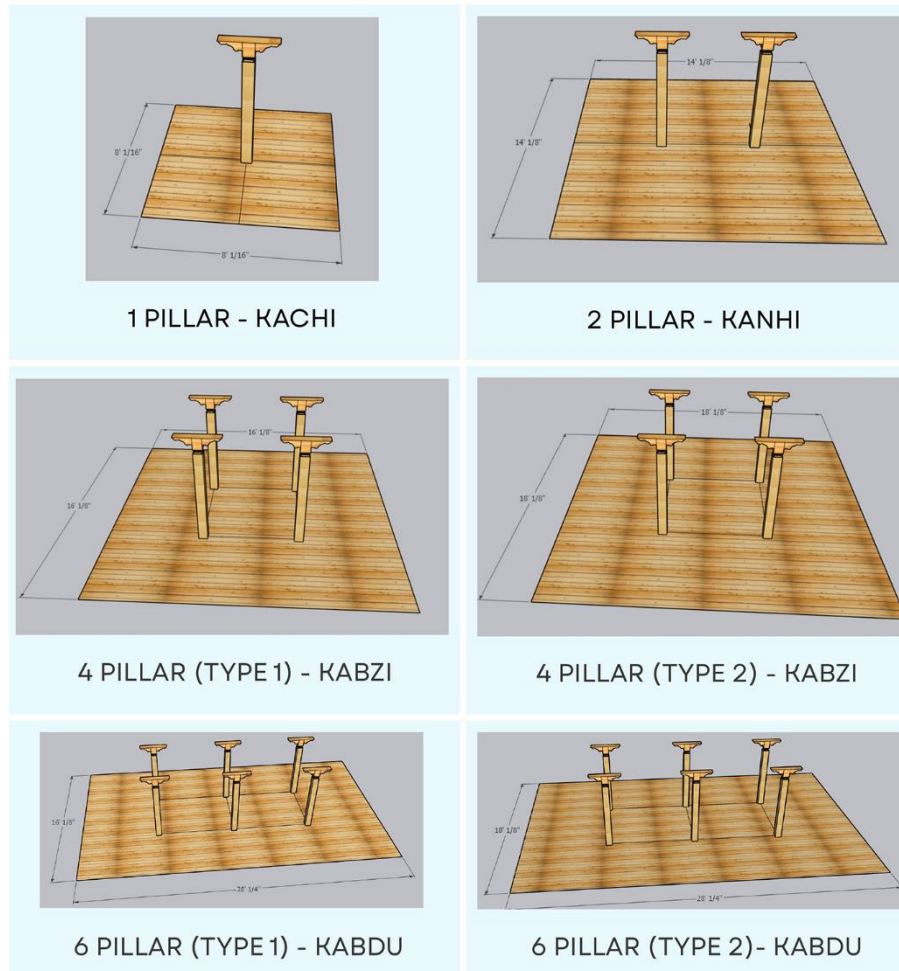 8' 1/16"
8' 1/16"
1 PILLAR - KACHI
14' 1/8"
14' 1/8"
2 PILLAR - KANHI
16' 1/8"
16' 1/8"
4 PILLAR (TYPE 1) - KABZI
18' 1/8"
18' 1/8"
4 PILLAR (TYPE 2) - KABZI
16' 1/8"
28' 1/4"
6 PILLAR (TYPE 1) - KABDU
18' 1/8"
28' 1/4"
6 PILLAR (TYPE 2)- KABDU